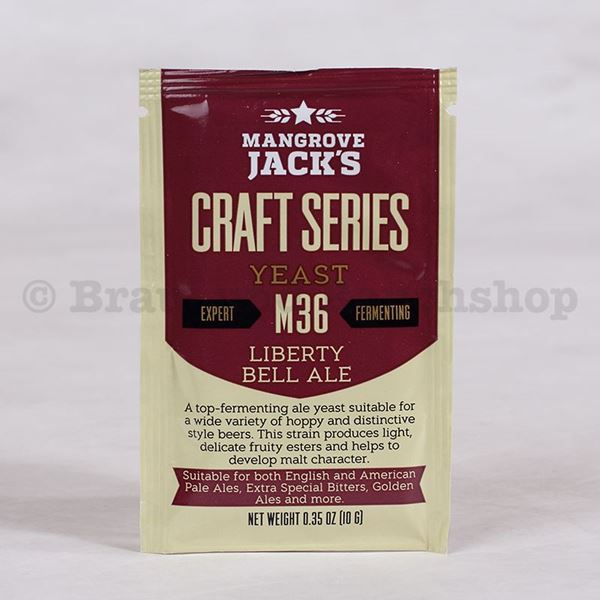 MANGROVE
JACK'S
CRAFT SERIES
YEAST
EXPERT M36 FERMENTING
LIBERTY
BELL ALE
A top-fermenting ale yeast suitable for
a wide variety of hoppy and distinctive
style beers. This strain produces light,
delicate fruity esters and helps to
develop malt character.
Suitable for both English and American
Pale Ales, Extra Special Bitters, Golden
Ales and more.
NET WEIGHT 0.35 OZ (10 G)